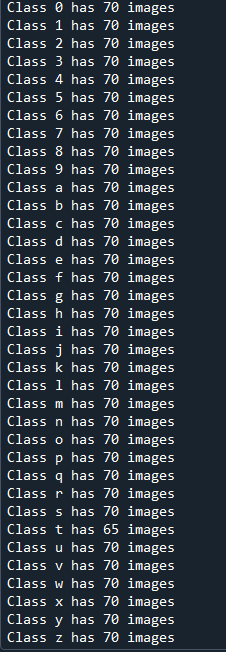 Class 0 has 70 images
Class 1 has 70 images
Class 2 has 70 images
Class 3 has 70 images
Class 4 has 70 images
Class 5 has 70 images
Class 6 has 70 images
Class 7 has 70 images
Class 8 has 70 images
Class 9 has 70 images
Class a has 70 images
Class b has 70 images
Class c has 70 images
Class d has 70 images
Class e has 70 images
Class f has 70 images
Class g has 70 images
Class h has 70 images
Class i has 70 images
Class j has 70 images
Class k has 70 images
Class l has 70 images
Class m has 70 images
Class n has 70 images
Class o has 70 images
Class p has 70 images
Class q has 70 images
Class r has 70 images
Class s has 70 images
Class t has 65 images
Class u has 70 images
Class v has 70 images
Class w has 70 images
Class x has 70 images
Class y has 70 images
Class z has 70 images